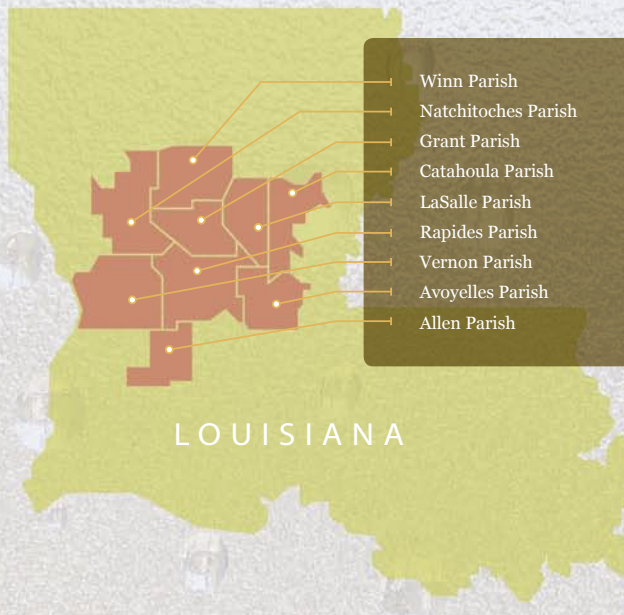 Winn Parish
Natchitoches Parish
Grant Parish
Catahoula Parish
LaSalle Parish
Rapides Parish
Vernon Parish
Avoyelles Parish
Allen Parish
LOUISIANA